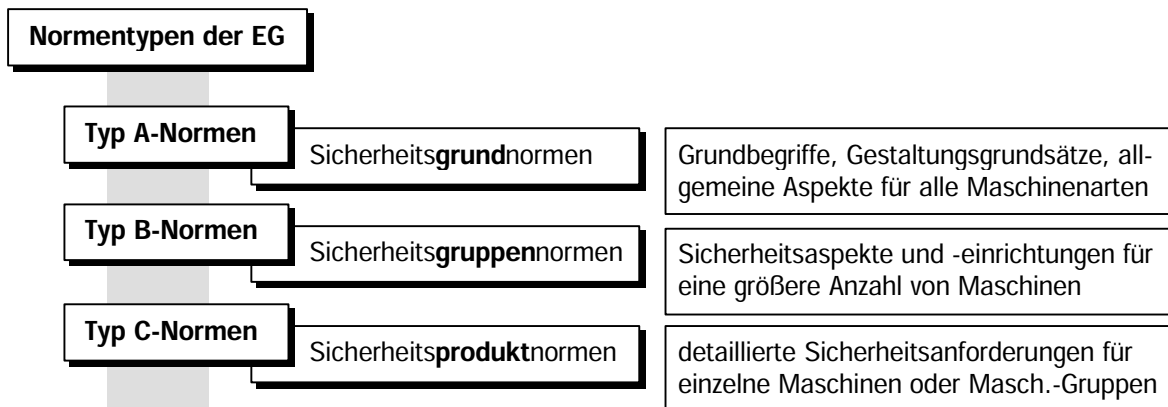 Normentypen der EG
Typ A-Normen
Sicherheitsgrundnormen
Grundbegriffe, Gestaltungsgrundsätze, all-
gemeine Aspekte für alle Maschinenarten
Typ B-Normen
Sicherheitsgruppennormen
Sicherheitsaspekte und -einrichtungen für
eine größere Anzahl von Maschinen
Typ C-Normen
Sicherheitsproduktnormen
detaillierte Sicherheitsanforderungen für
einzelne Maschinen oder Masch.-Gruppen